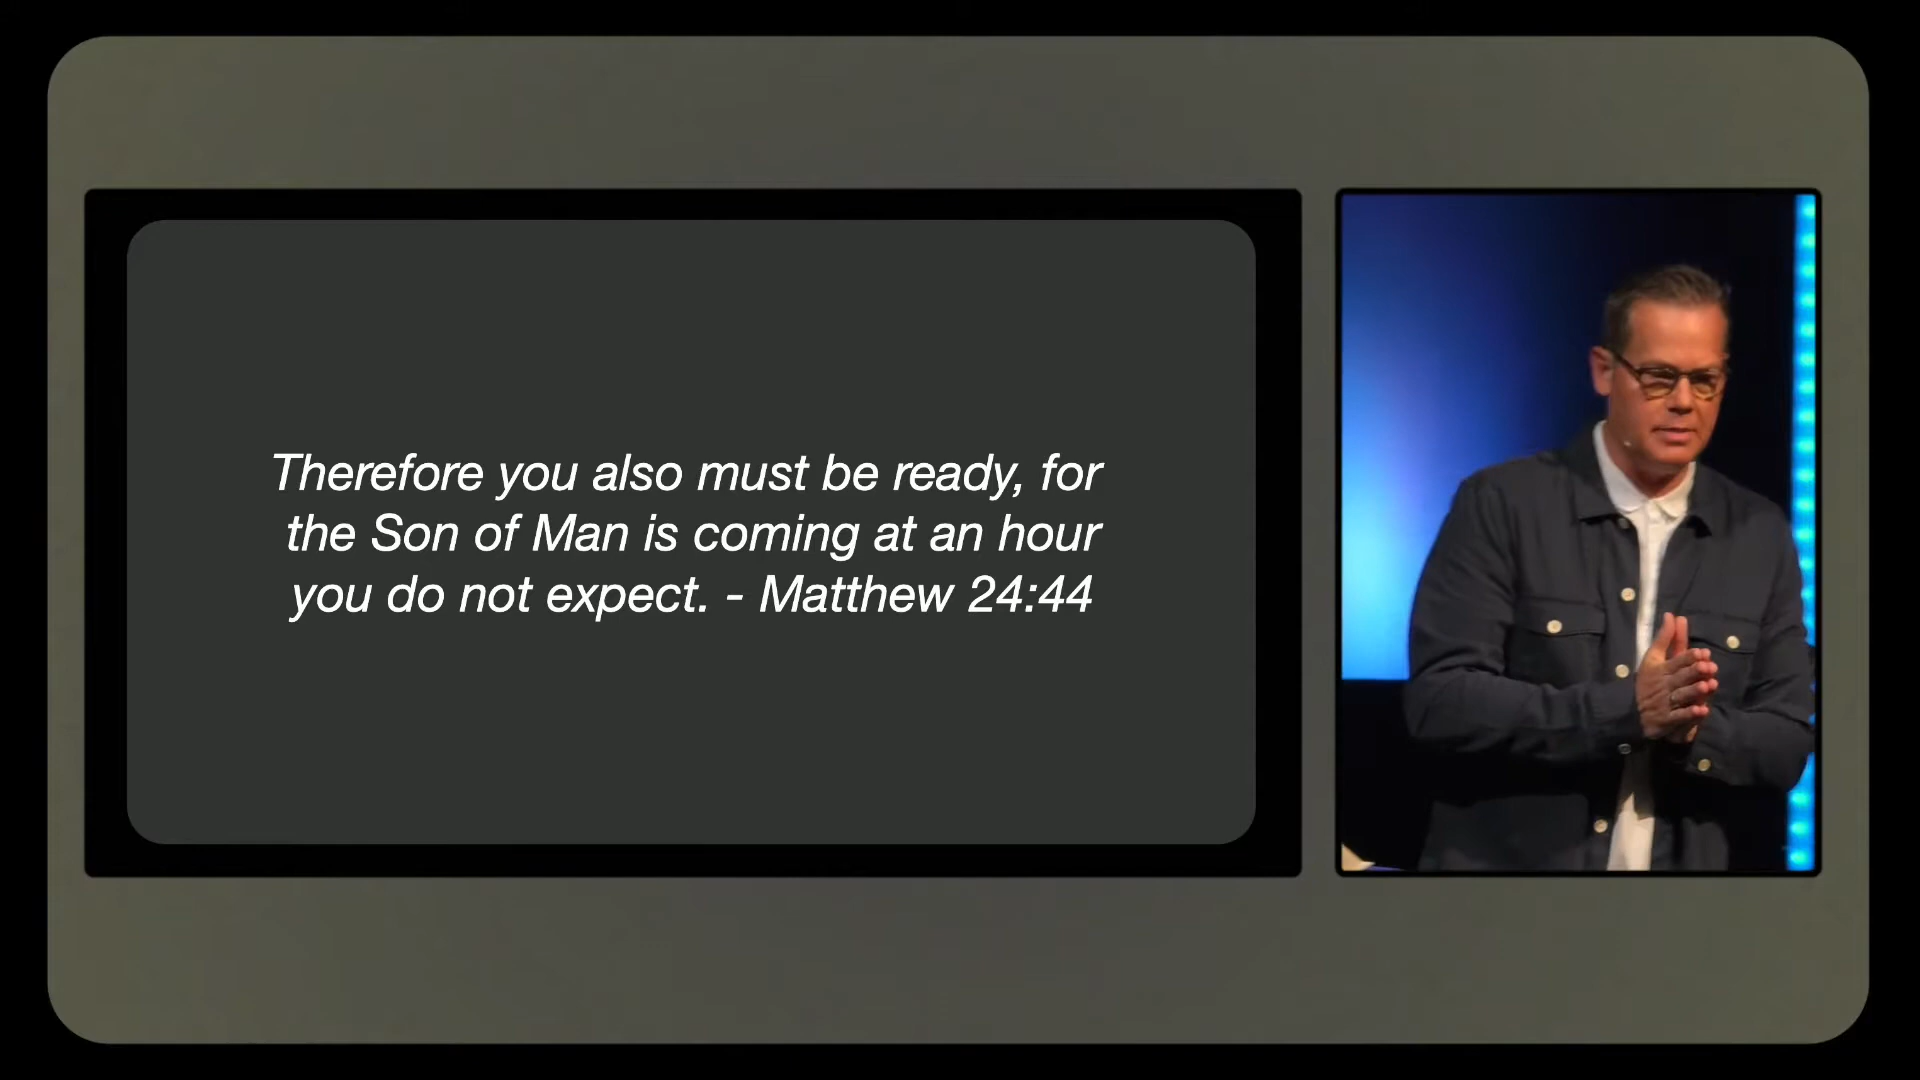 Therefore you also must be ready, for
the Son of Man is coming at an hour
you do not expect. - Matthew 24:44